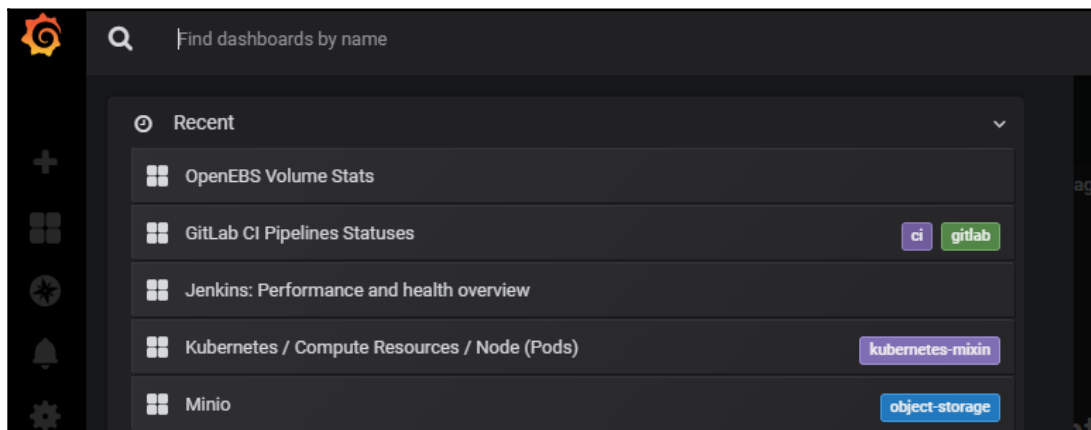 Find dashboards by name
Recent
OpenEBS Volume Stats
GitLab CI Pipelines Statuses ci gitlab
Jenkins: Performance and health overview
Kubernetes / Compute Resources / Node (Pods) kubernetes-mixin
Minio object-storage